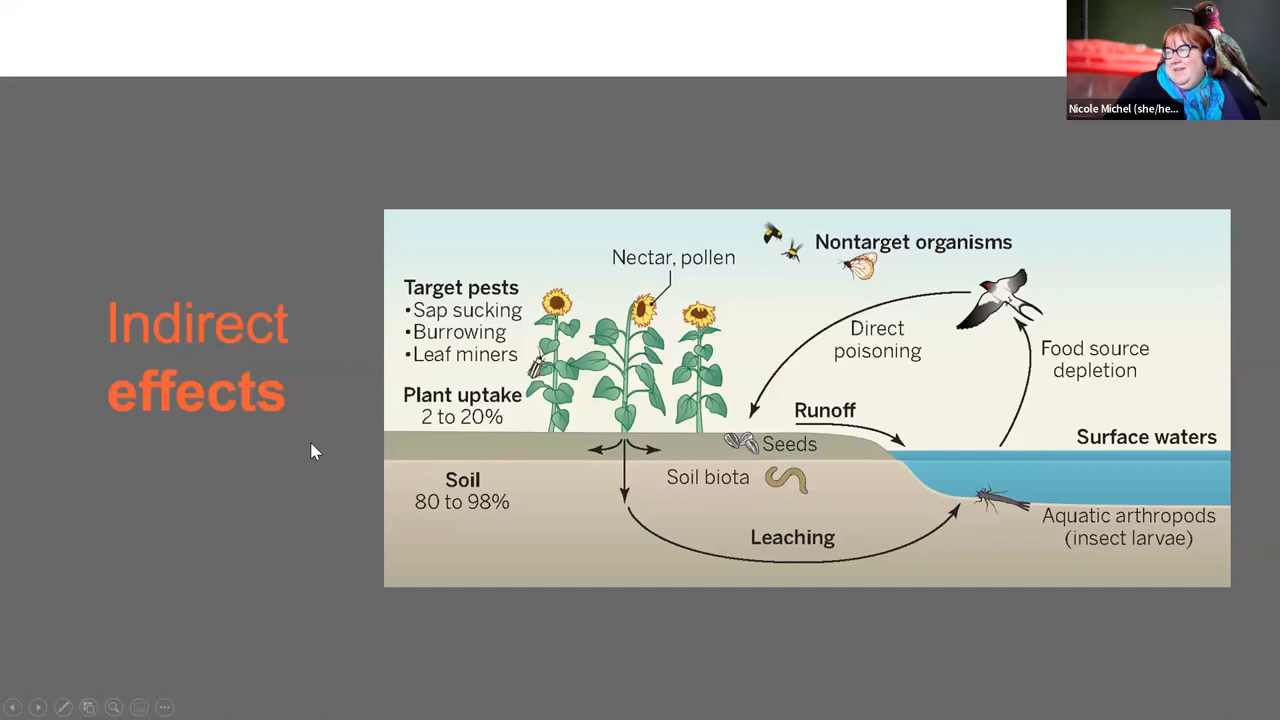 Nicole Michel (she/he...
Indirect
effects
Nectar, pollen
Nontarget organisms
Target pests
•Sap sucking
•Burrowing
•Leaf miners
Direct
poisoning
Food source
depletion
Plant uptake
2 to 20%
Runoff
Seeds
Surface waters
Soil
80 to 98%
Soil biota
Leaching
Aquatic arthropods
(insect larvae)